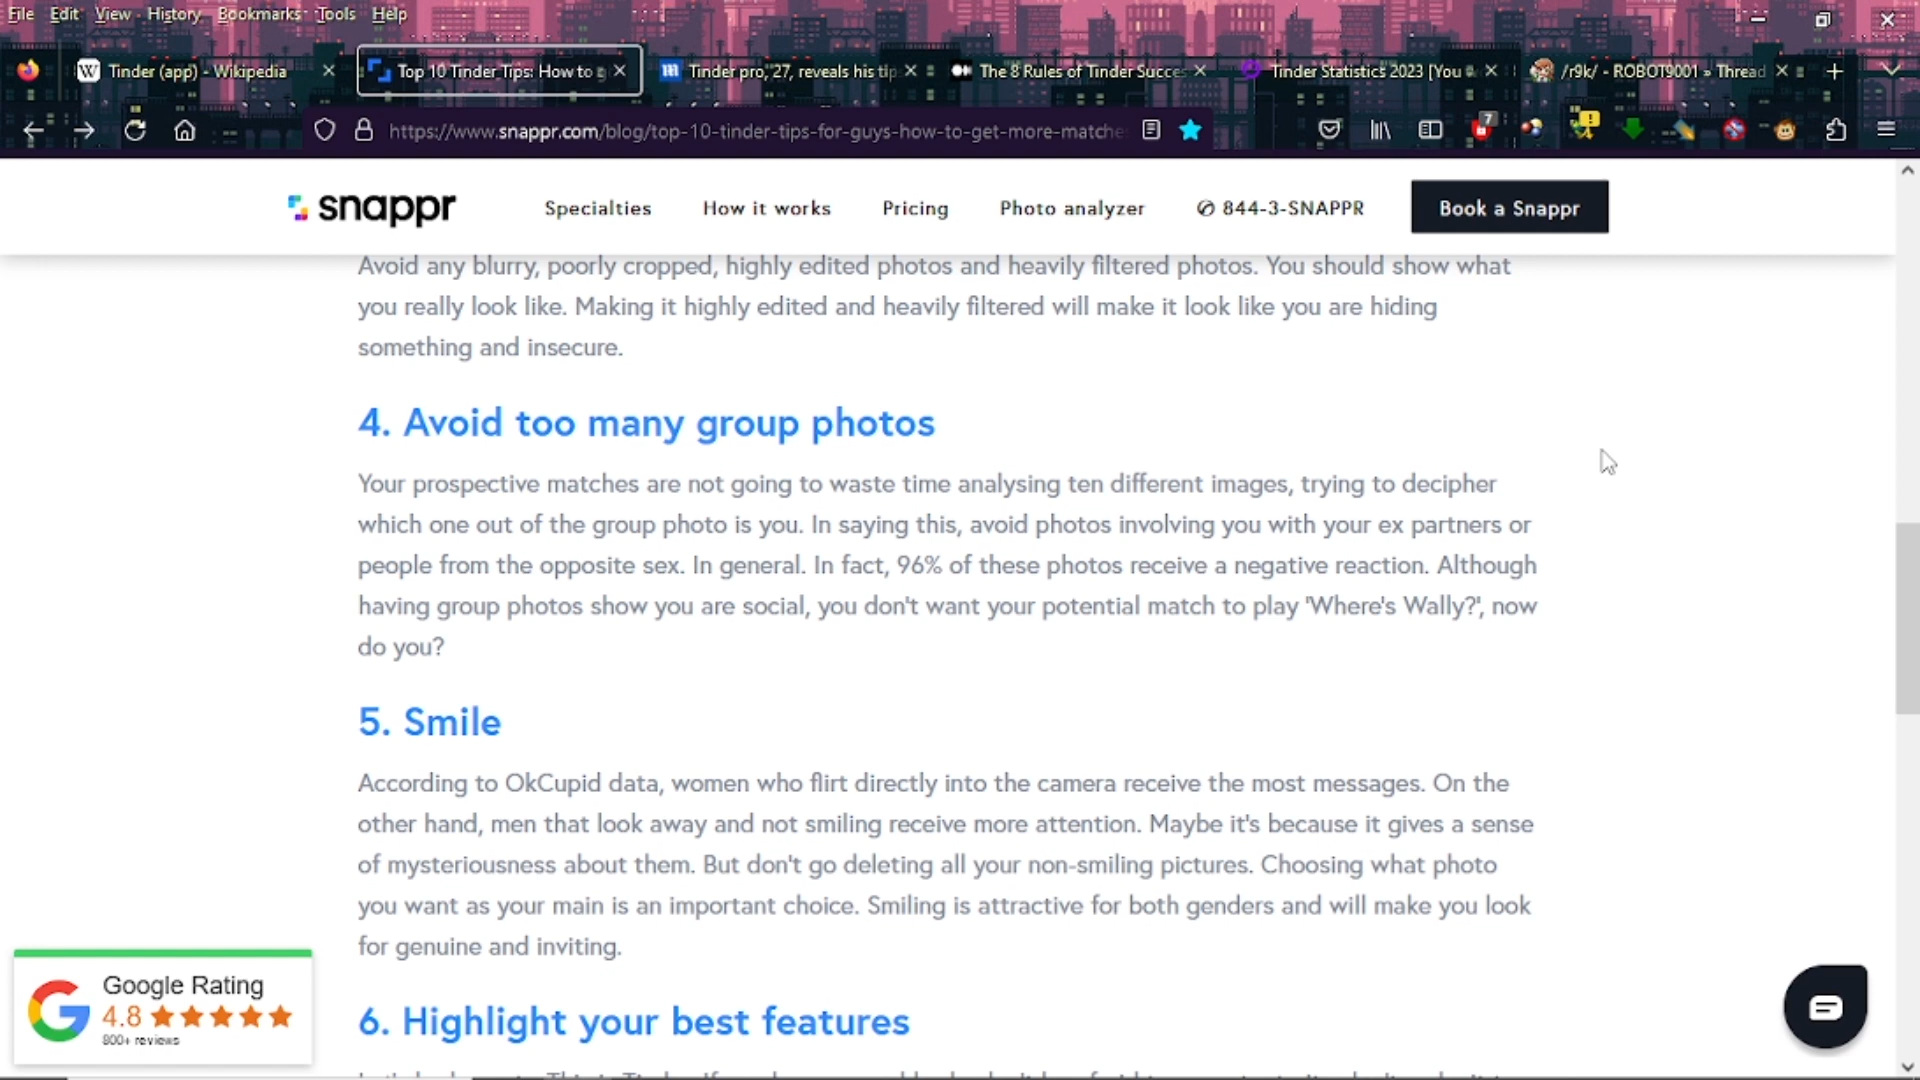 File Edit View History Bookmarks Tools Help
Tinder (app) - Wikipedia
Top 10 Tinder Tips: How to g
Tinder pro, 27, reveals his tip
The 8 Rules of Tinder Succes
Tinder Statistics 2023 [You
/r9k/ - ROBOT9001 » Thread
https://www.snappr.com/blog/top-10-tinder-tips-for-guys-how-to-get-more-matche
7
snappr
Specialties
How it works
Pricing
Photo analyzer
844-3-SNAPPR
Book a Snappr
Avoid any blurry, poorly cropped, highly edited photos and heavily filtered photos. You should show what
you really look like. Making it highly edited and heavily filtered will make it look like you are hiding
something and insecure.
4. Avoid too many group photos
Your prospective matches are not going to waste time analysing ten different images, trying to decipher
which one out of the group photo is you. In saying this, avoid photos involving you with your ex partners or
people from the opposite sex. In general. In fact, 96% of these photos receive a negative reaction. Although
having group photos show you are social, you don't want your potential match to play 'Where's Wally?', now
do you?
5. Smile
According to OkCupid data, women who flirt directly into the camera receive the most messages. On the
other hand, men that look away and not smiling receive more attention. Maybe it's because it gives a sense
of mysteriousness about them. But don't go deleting all your non-smiling pictures. Choosing what photo
you want as your main is an important choice. Smiling is attractive for both genders and will make you look
for genuine and inviting.
Google Rating
4.8
800+ reviews
6. Highlight your best features